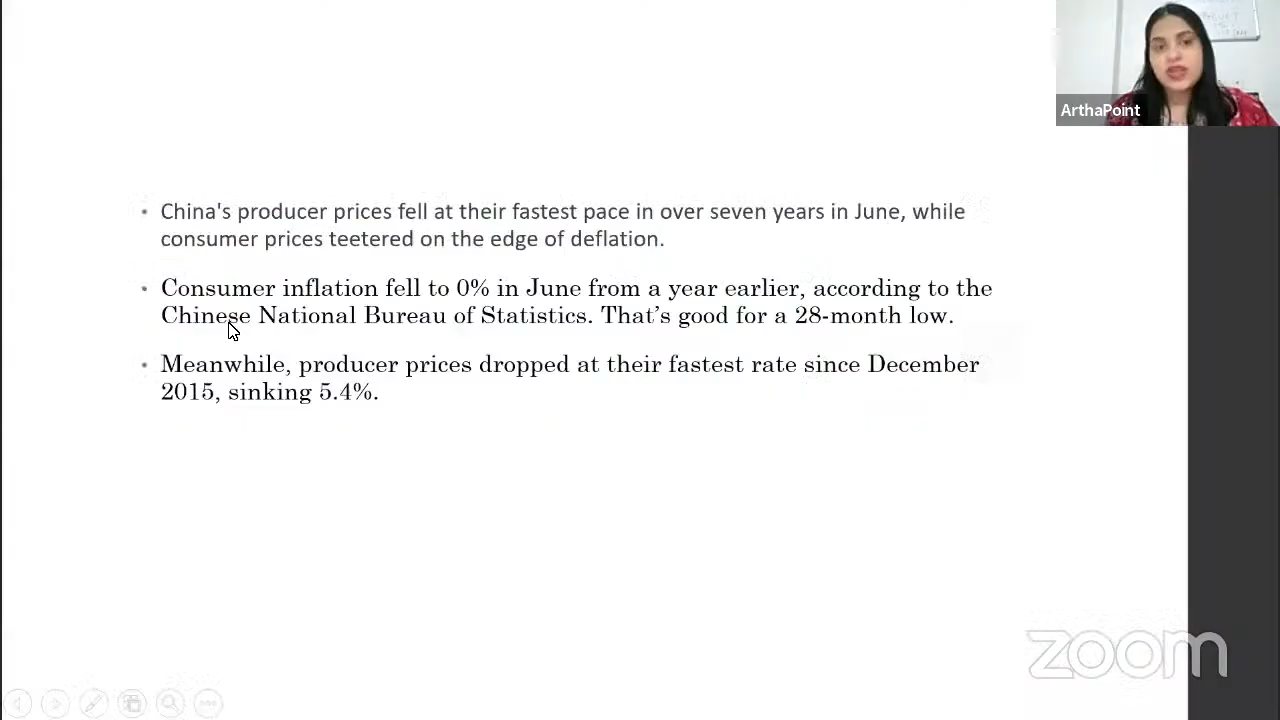 ArthaPoint
• China's producer prices fell at their fastest pace in over seven years in June, while
consumer prices teetered on the edge of deflation.
• Consumer inflation fell to 0% in June from a year earlier, according to the
Chinese National Bureau of Statistics. That’s good for a 28-month low.
• Meanwhile, producer prices dropped at their fastest rate since December
2015, sinking 5.4%.
zoom